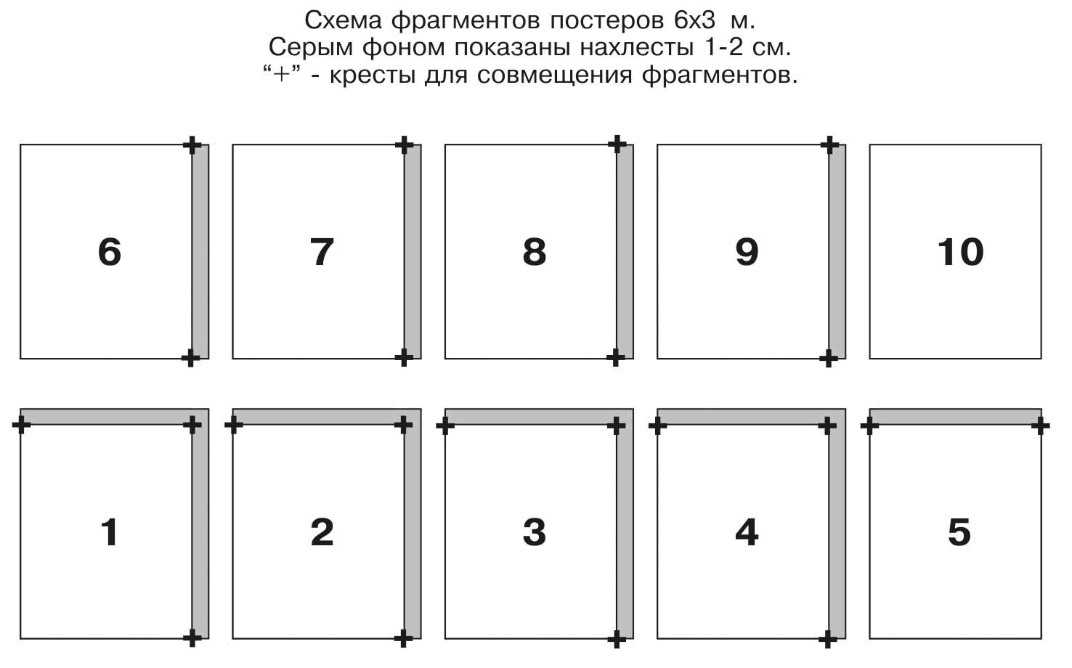 Схема фрагментов постеров 6х3 м.
Серым фоном показаны нахлесты 1-2 см.
“+” - кресты для совмещения фрагментов.
6 7 8 9 10
1 2 3 4 5